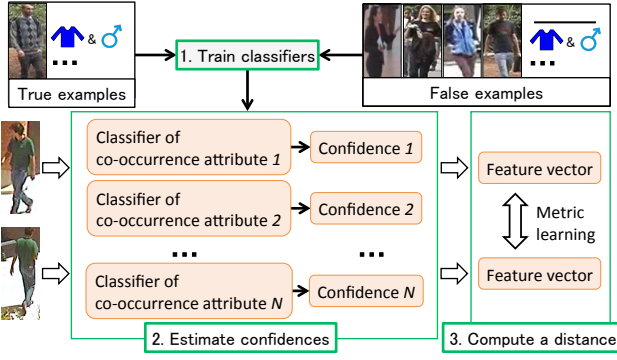 & ♂
...
True examples
1. Train classifiers
& ♂
...
False examples
Classifier of
co-occurrence attribute 1
Confidence 1
Classifier of
co-occurrence attribute 2
Confidence 2
...
...
Classifier of
co-occurrence attribute N
Confidence N
2. Estimate confidences
Feature vector
Metric
learning
Feature vector
3. Compute a distance